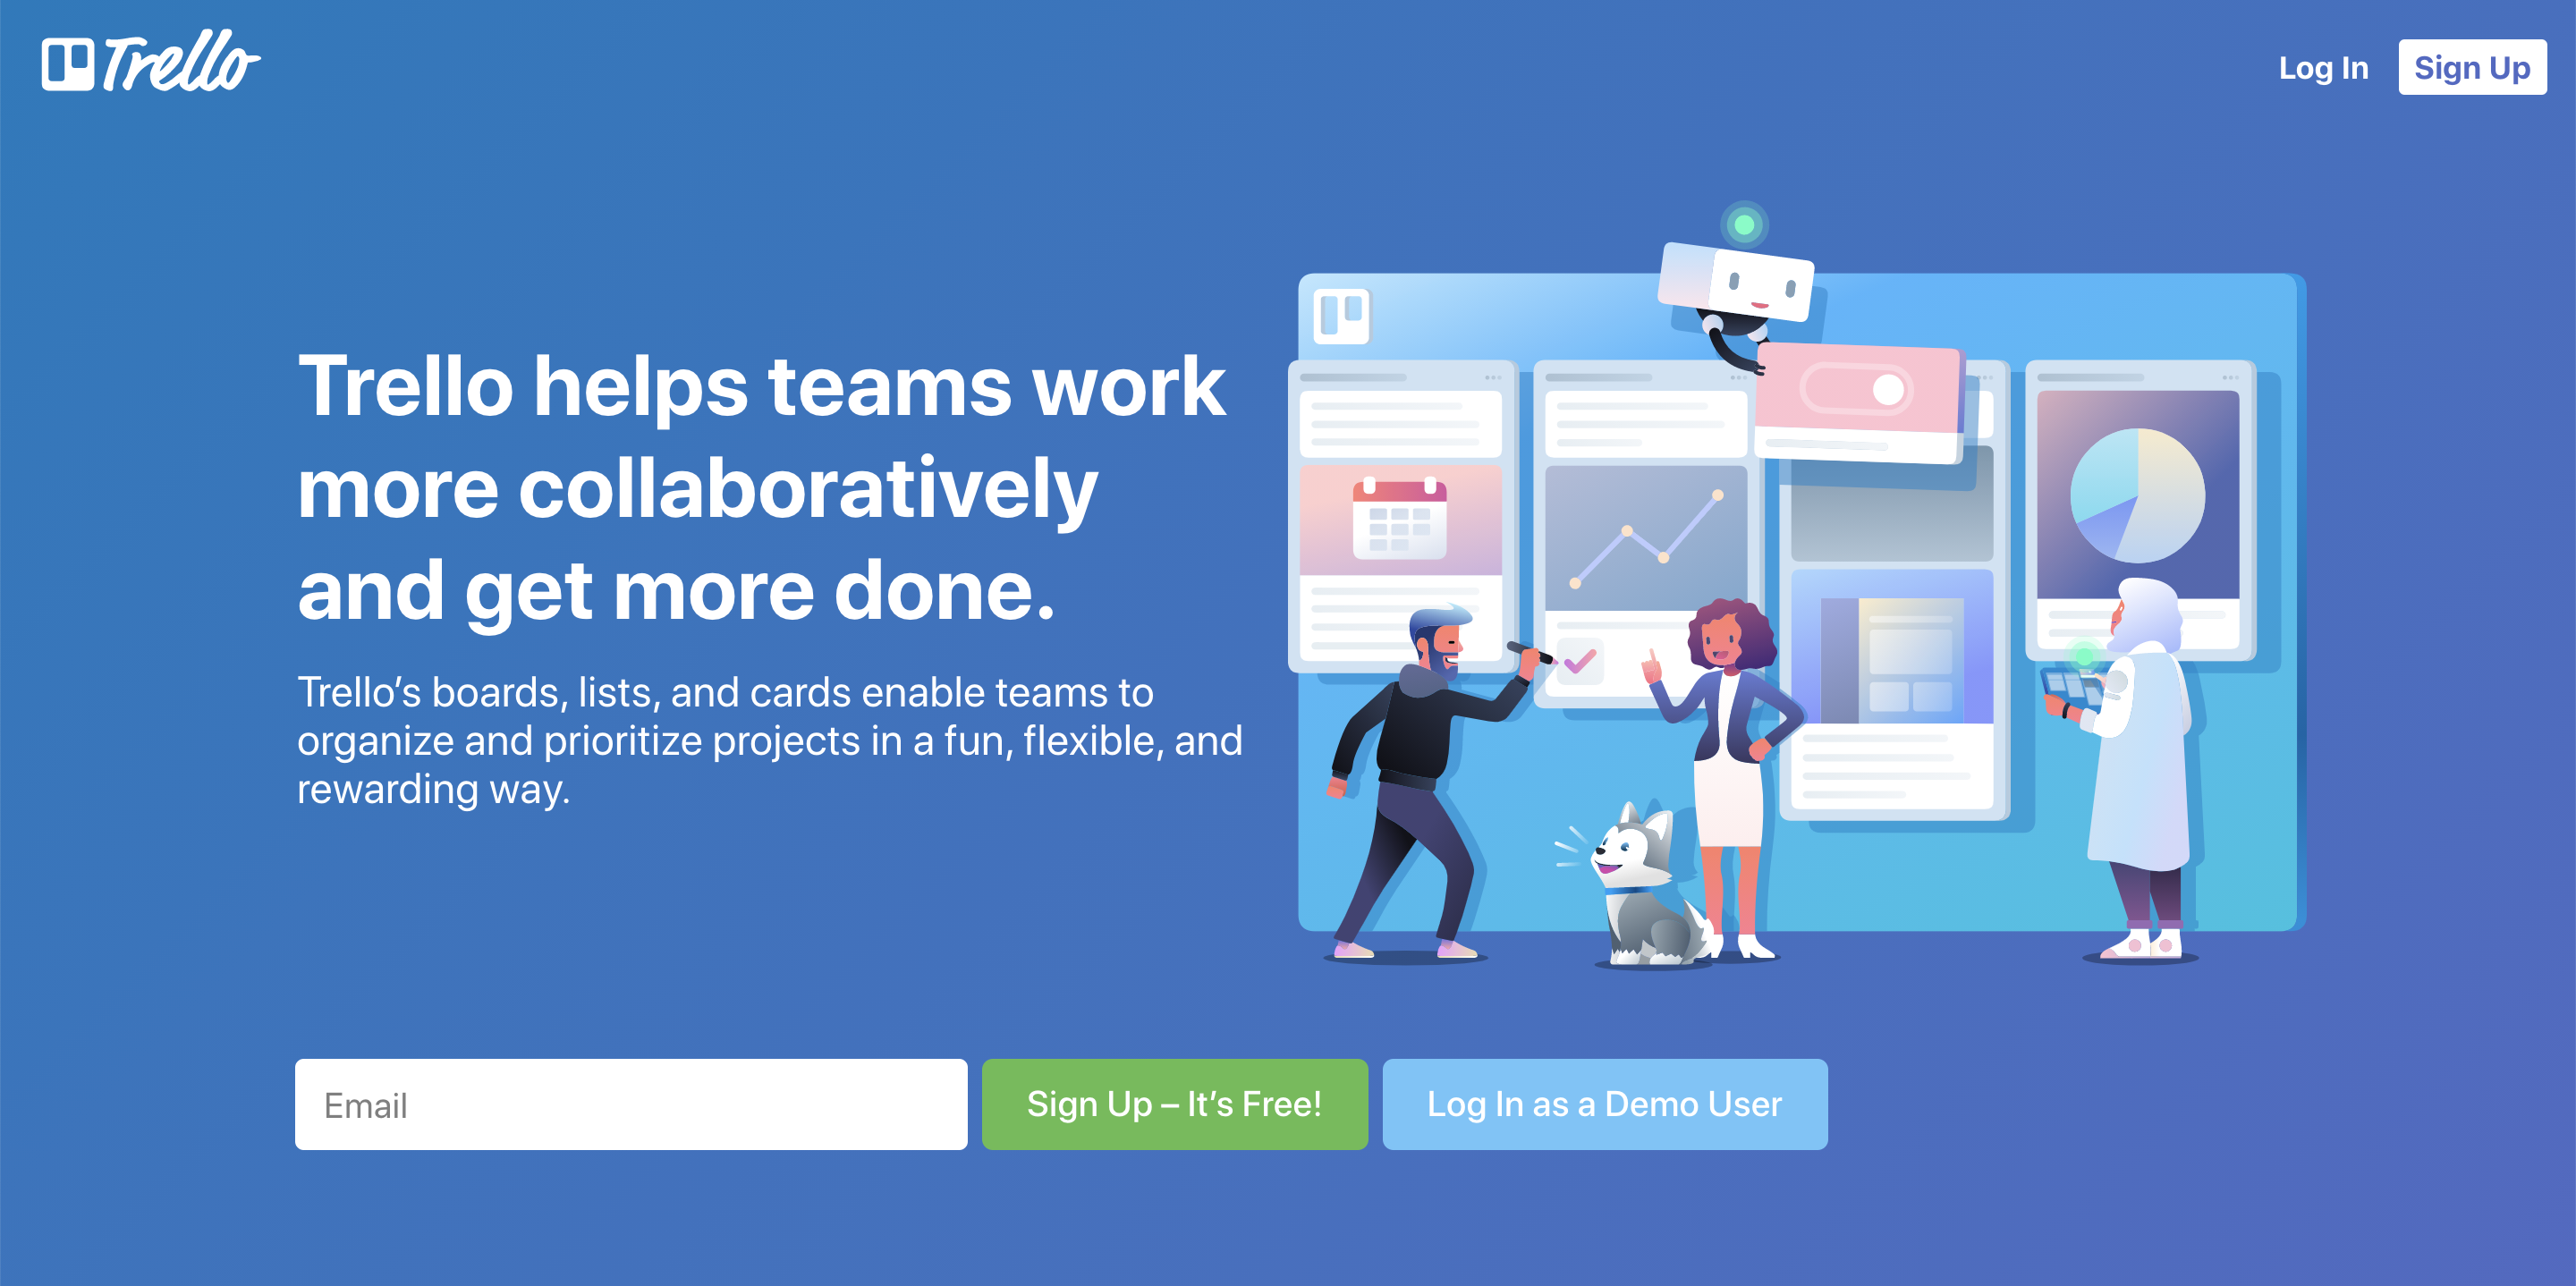 Trello
Log In
Sign Up
Trello helps teams work
more collaboratively
and get more done.
Trello’s boards, lists, and cards enable teams to
organize and prioritize projects in a fun, flexible, and
rewarding way.
Email
Sign Up – It’s Free!
Log In as a Demo User